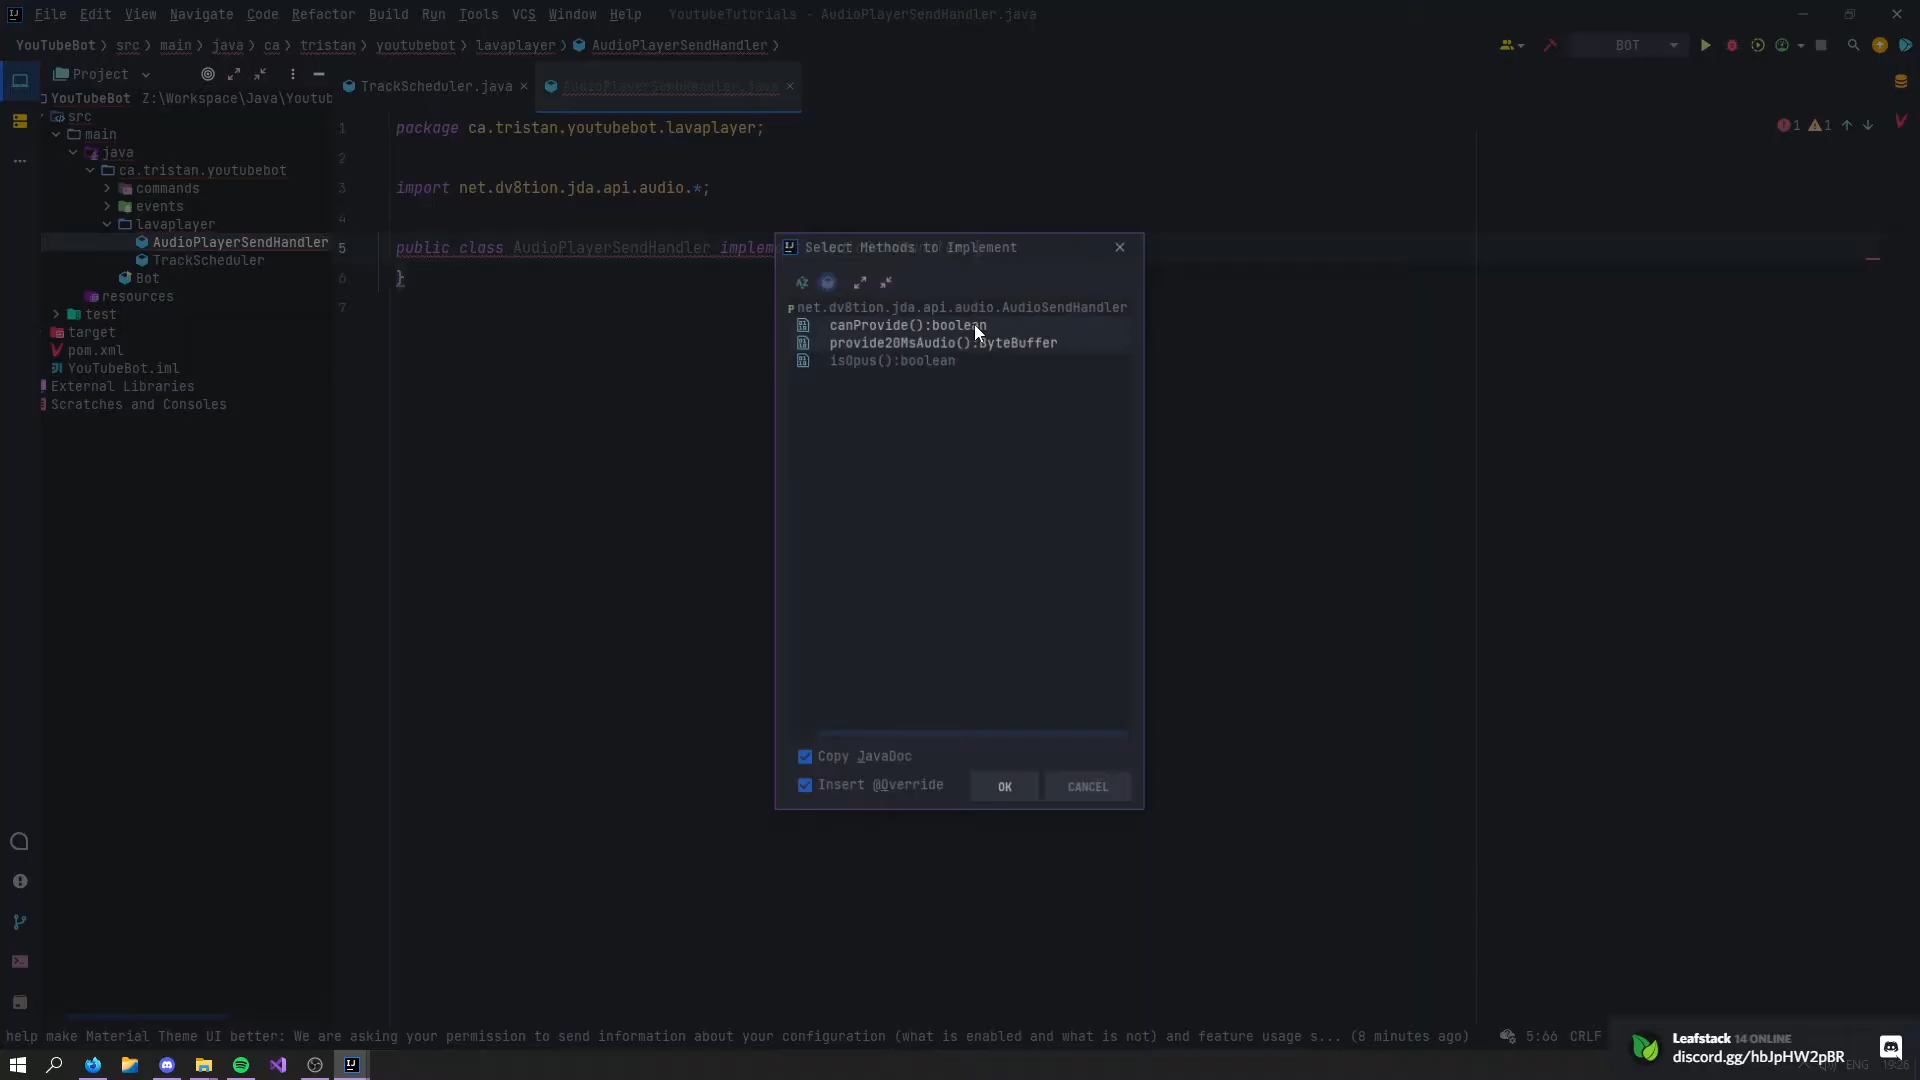 File Edit View Navigate Code Refactor Build Run Tools VCS Window Help YoutubeTutorials - AudioPlayerSendHandler.java
YouTubeBot src main java ca tristan youtubebot lavaplayer AudioPlayerSendHandler
BOT
Project
TrackScheduler.java
AudioPlayerSendHandler.java
YouTubeBot Z:\Workspace\Java\Youtub
src
main
java
ca.tristan.youtubebot
commands
events
lavaplayer
AudioPlayerSendHandler
TrackScheduler
Bot
resources
test
target
pom.xml
YouTubeBot.iml
External Libraries
Scratches and Consoles
1 package ca.tristan.youtubebot.lavaplayer;
2
3 import net.dv8tion.jda.api.audio.*;
4
5 public class AudioPlayerSendHandler implem
6 }
7
1 1
Select Methods to Implement
net.dv8tion.jda.api.audio.AudioSendHandler
canProvide():boolean
provide20MsAudio():ByteBuffer
isOpus():boolean
Copy JavaDoc
Insert @Override
OK CANCEL
help make Material Theme UI better: We are asking your permission to send information about your configuration (what is enabled and what is not) and feature usage s... (8 minutes ago)
5:66 CRLF
Leafstack 14 ONLINE
discord.gg/hbJpHW2pBR
ENG 19:26